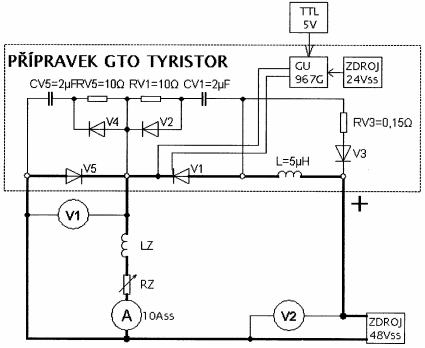 TTL
5V
PŘÍPRAVEK GTO TYRISTOR
GU
967G
ZDROJ
24Vss
CV5=2µF RV5=10Ω RV1=10Ω CV1=2µF
V4
V2
RV3=0,15Ω
V3
V5
V1
L=5µH
+
V1
LZ
RZ
A
10Ass
V2
ZDROJ
48Vss